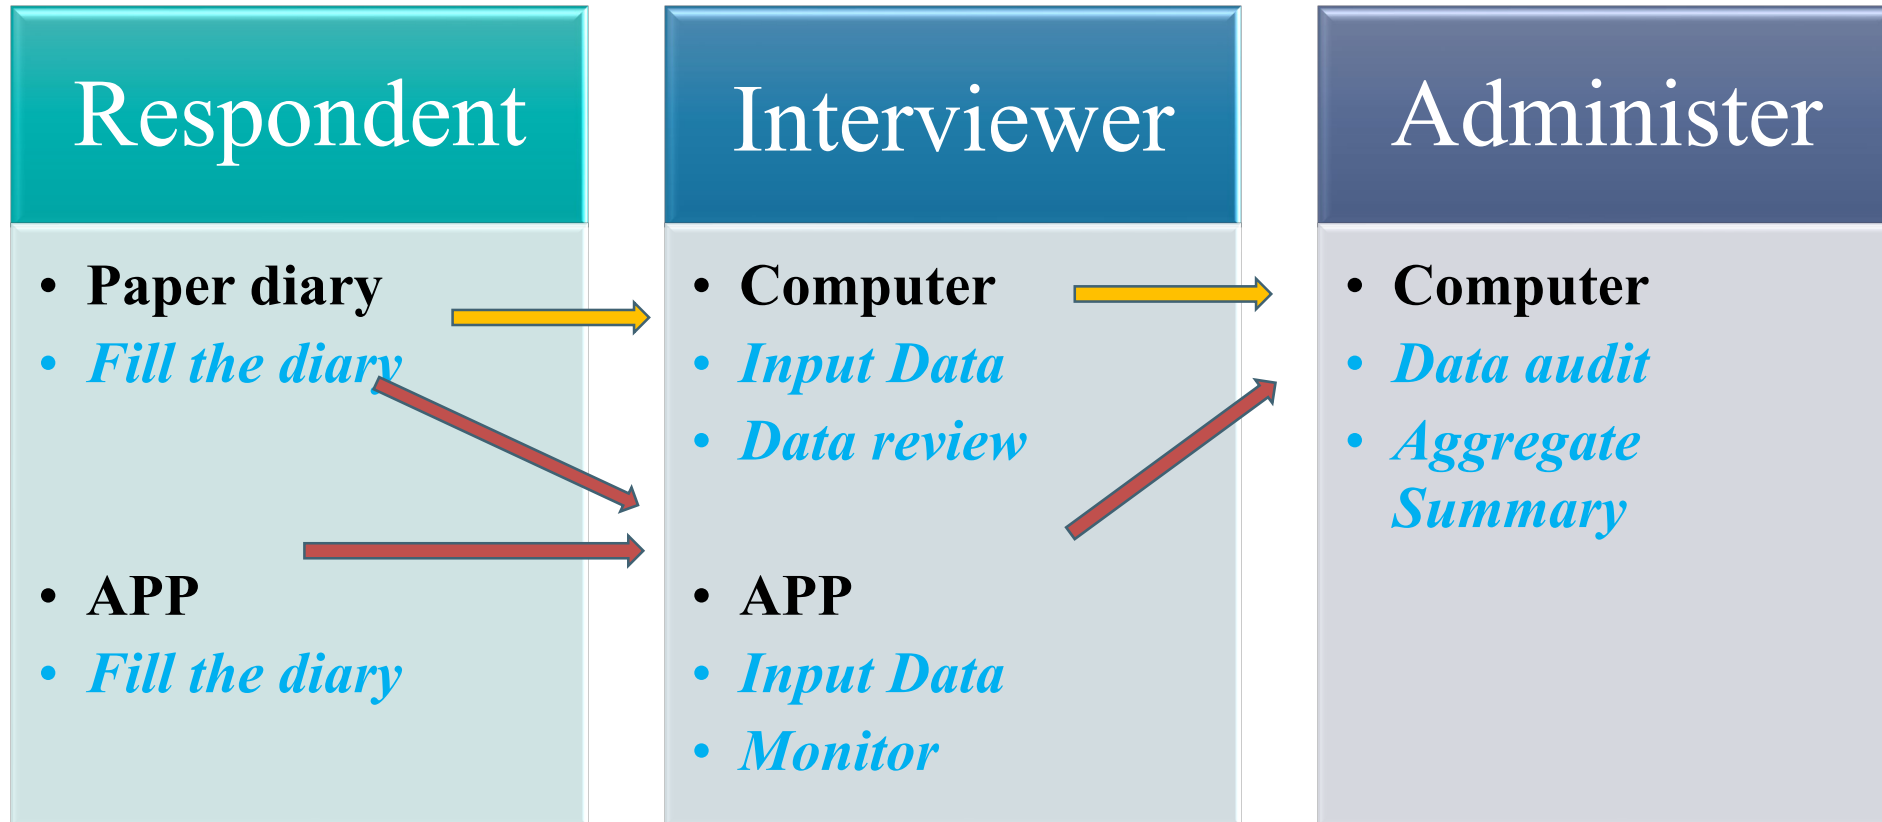 Respondent
• Paper diary
• Fill the diary
• APP
• Fill the diary
Interviewer
• Computer
• Input Data
• Data review
• APP
• Input Data
• Monitor
Administer
• Computer
• Data audit
• Aggregate
Summary